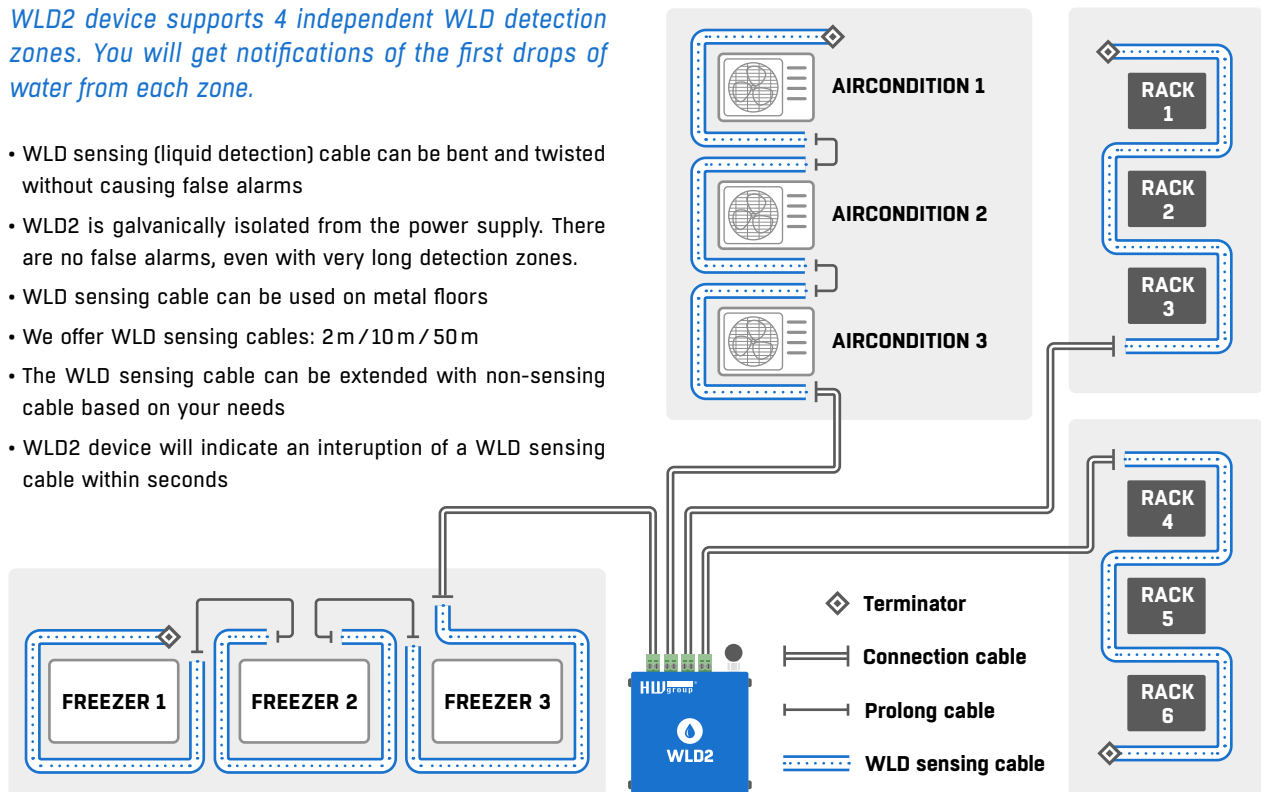 WLD2 device supports 4 independent WLD detection
zones. You will get notifications of the first drops of
water from each zone.
• WLD sensing (liquid detection) cable can be bent and twisted
without causing false alarms
• WLD2 is galvanically isolated from the power supply. There
are no false alarms, even with very long detection zones.
• WLD sensing cable can be used on metal floors
• We offer WLD sensing cables: 2 m / 10 m / 50 m
• The WLD sensing cable can be extended with non-sensing
cable based on your needs
• WLD2 device will indicate an interuption of a WLD sensing
cable within seconds
AIRCONDITION 1
AIRCONDITION 2
AIRCONDITION 3
RACK
1
RACK
2
RACK
3
RACK
4
RACK
5
RACK
6
FREEZER 1
FREEZER 2
FREEZER 3
HW
group
WLD2
Terminator
Connection cable
Prolong cable
WLD sensing cable